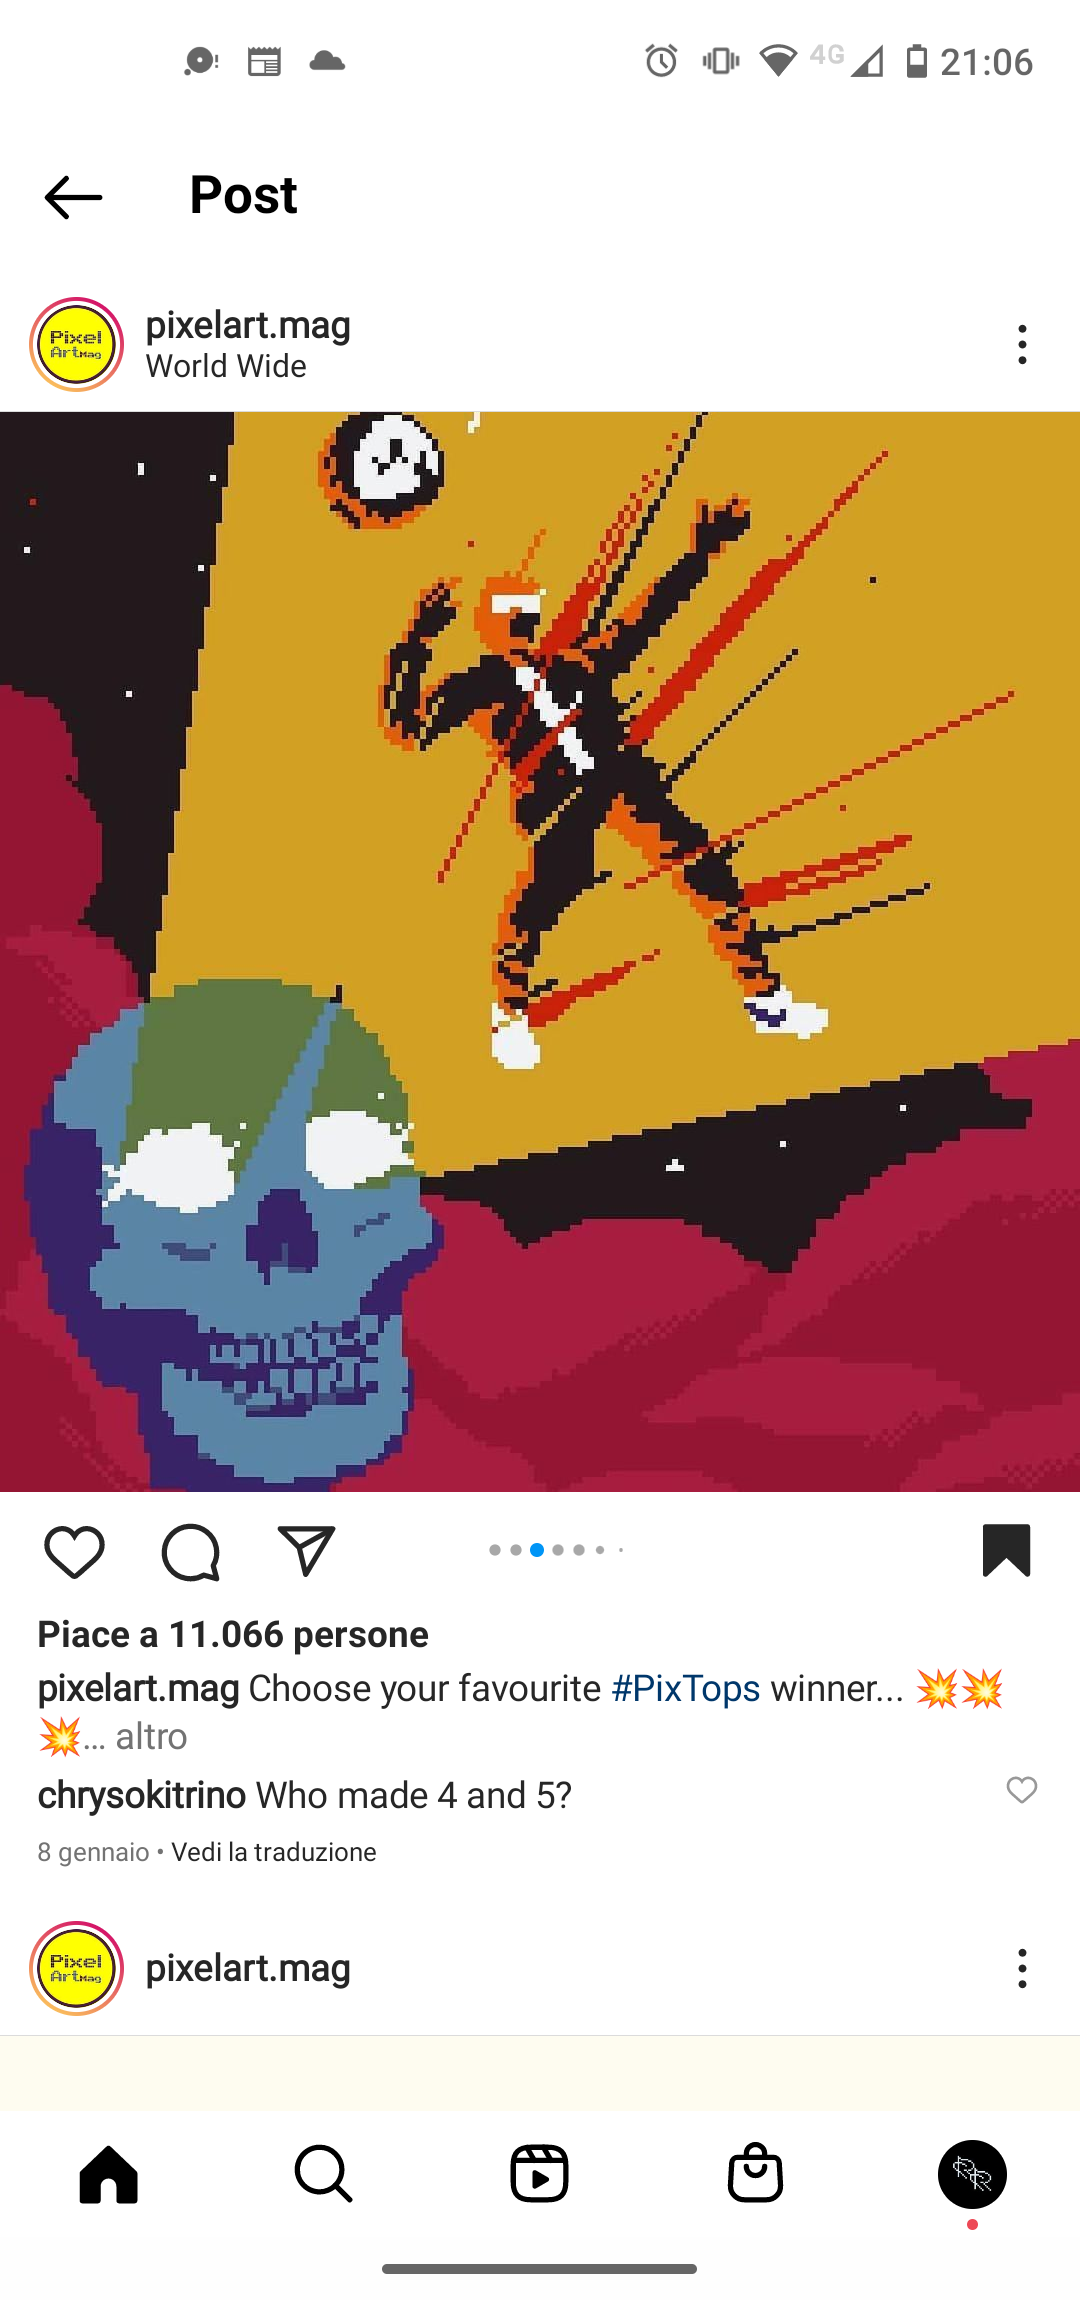 4G 21:06
Post
Pixel
ArtMag
pixelart.mag
World Wide
Piace a 11.066 persone
pixelart.mag Choose your favourite #PixTops winner... 💥💥
💥... altro
chrysokitrino Who made 4 and 5?
8 gennaio • Vedi la traduzione
Pixel
ArtMag
pixelart.mag